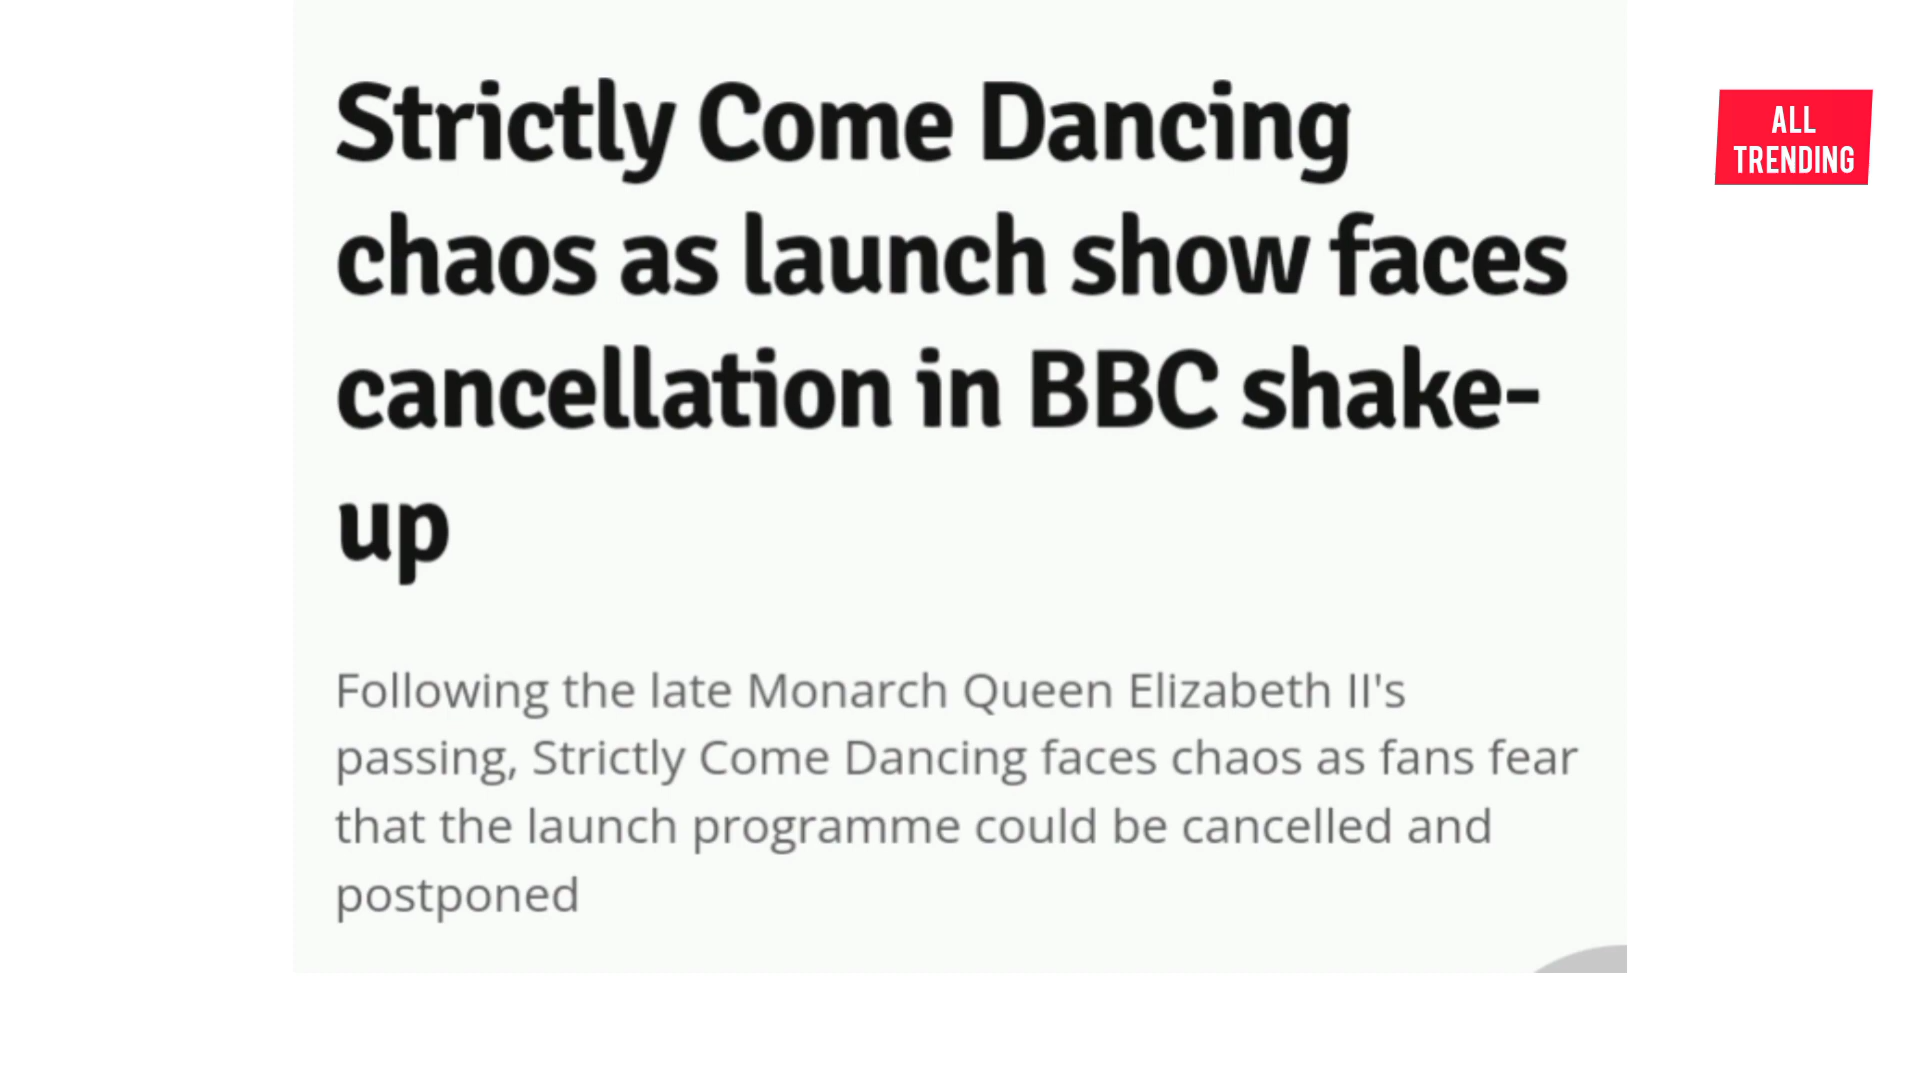 Strictly Come Dancing
chaos as launch show faces
cancellation in BBC shake-
up
Following the late Monarch Queen Elizabeth II's
passing, Strictly Come Dancing faces chaos as fans fear
that the launch programme could be cancelled and
postponed
ALL
TRENDING